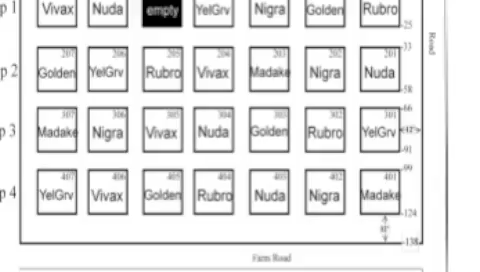 p 1 Vivax Nuda empty YelGrv Nigra Golden Rubro
25
33
Road
207 206 205 204 203 202 201
p 2 Golden YelGrv Rubro Vivax Madake Nigra Nuda
58
66
307 306 305 304 303 302 301
p 3 Madake Nigra Vivax Nuda Golden Rubro YelGrv
91
99
407 406 405 404 403 402 401
p 4 YelGrv Vivax Golden Rubro Nuda Nigra Madake
124
138
Farm Road